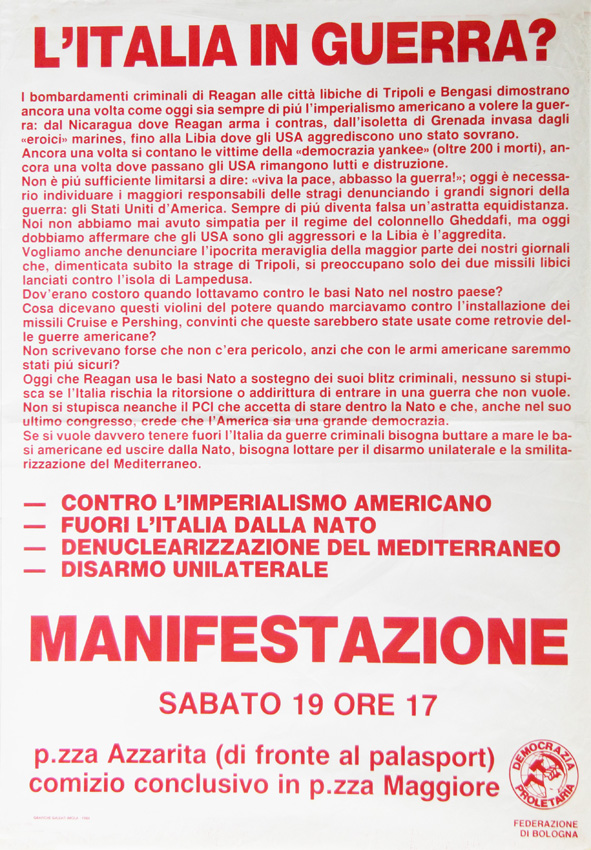 L'ITALIA IN GUERRA?
I bombardamenti criminali di Reagan alle città libiche di Tripoli e Bengasi dimostrano
ancora una volta come oggi sia sempre di piú l'imperialismo americano a volere la guer-
ra: dal Nicaragua dove Reagan arma i contras, dall'isoletta di Grenada invasa dagli
«eroici» marines, fino alla Libia dove gli USA aggrediscono uno stato sovrano.
Ancora una volta si contano le vittime della «democrazia yankee» (oltre 200 i morti), an-
cora una volta dove passano gli USA rimangono lutti e distruzione.
Non è piú sufficiente limitarsi a dire: «viva la pace, abbasso la guerra!»; oggi è necessa-
rio individuare i maggiori responsabili delle stragi denunciando i grandi signori della
guerra: gli Stati Uniti d'America. Sempre di piú diventa falsa un'astratta equidistanza.
Noi non abbiamo mai avuto simpatia per il regime del colonnello Gheddafi, ma oggi
dobbiamo affermare che gli USA sono gli aggressori e la Libia è l'aggredita.
Vogliamo anche denunciare l'ipocrita meraviglia della maggior parte dei nostri giornali
che, dimenticata subito la strage di Tripoli, si preoccupano solo dei due missili libici
lanciati contro l'isola di Lampedusa.
Dov'erano costoro quando lottavamo contro le basi Nato nel nostro paese?
Cosa dicevano questi violini del potere quando marciavamo contro l'installazione dei
missili Cruise e Pershing, convinti che queste sarebbero state usate come retrovie del-
le guerre americane?
Non scrivevano forse che non c'era pericolo, anzi che con le armi americane saremmo
stati piú sicuri?
Oggi che Reagan usa le basi Nato a sostegno dei suoi blitz criminali, nessuno si stupi-
sca se l'Italia rischia la ritorsione o addirittura di entrare in una guerra che non vuole.
Non si stupisca neanche il PCI che accetta di stare dentro la Nato e che, anche nel suo
ultimo congresso, crede che l'America sia una grande democrazia.
Se si vuole davvero tenere fuori l'Italia da guerre criminali bisogna buttare a mare le ba-
si americane ed uscire dalla Nato, bisogna lottare per il disarmo unilaterale e la smilita-
rizzazione del Mediterraneo.
— CONTRO L'IMPERIALISMO AMERICANO
— FUORI L'ITALIA DALLA NATO
— DENUCLEARIZZAZIONE DEL MEDITERRANEO
— DISARMO UNILATERALE
MANIFESTAZIONE
SABATO 19 ORE 17
p.zza Azzarita (di fronte al palasport)
comizio conclusivo in p.zza Maggiore
DEMOCRAZIA
PROLETARIA
FEDERAZIONE
DI BOLOGNA